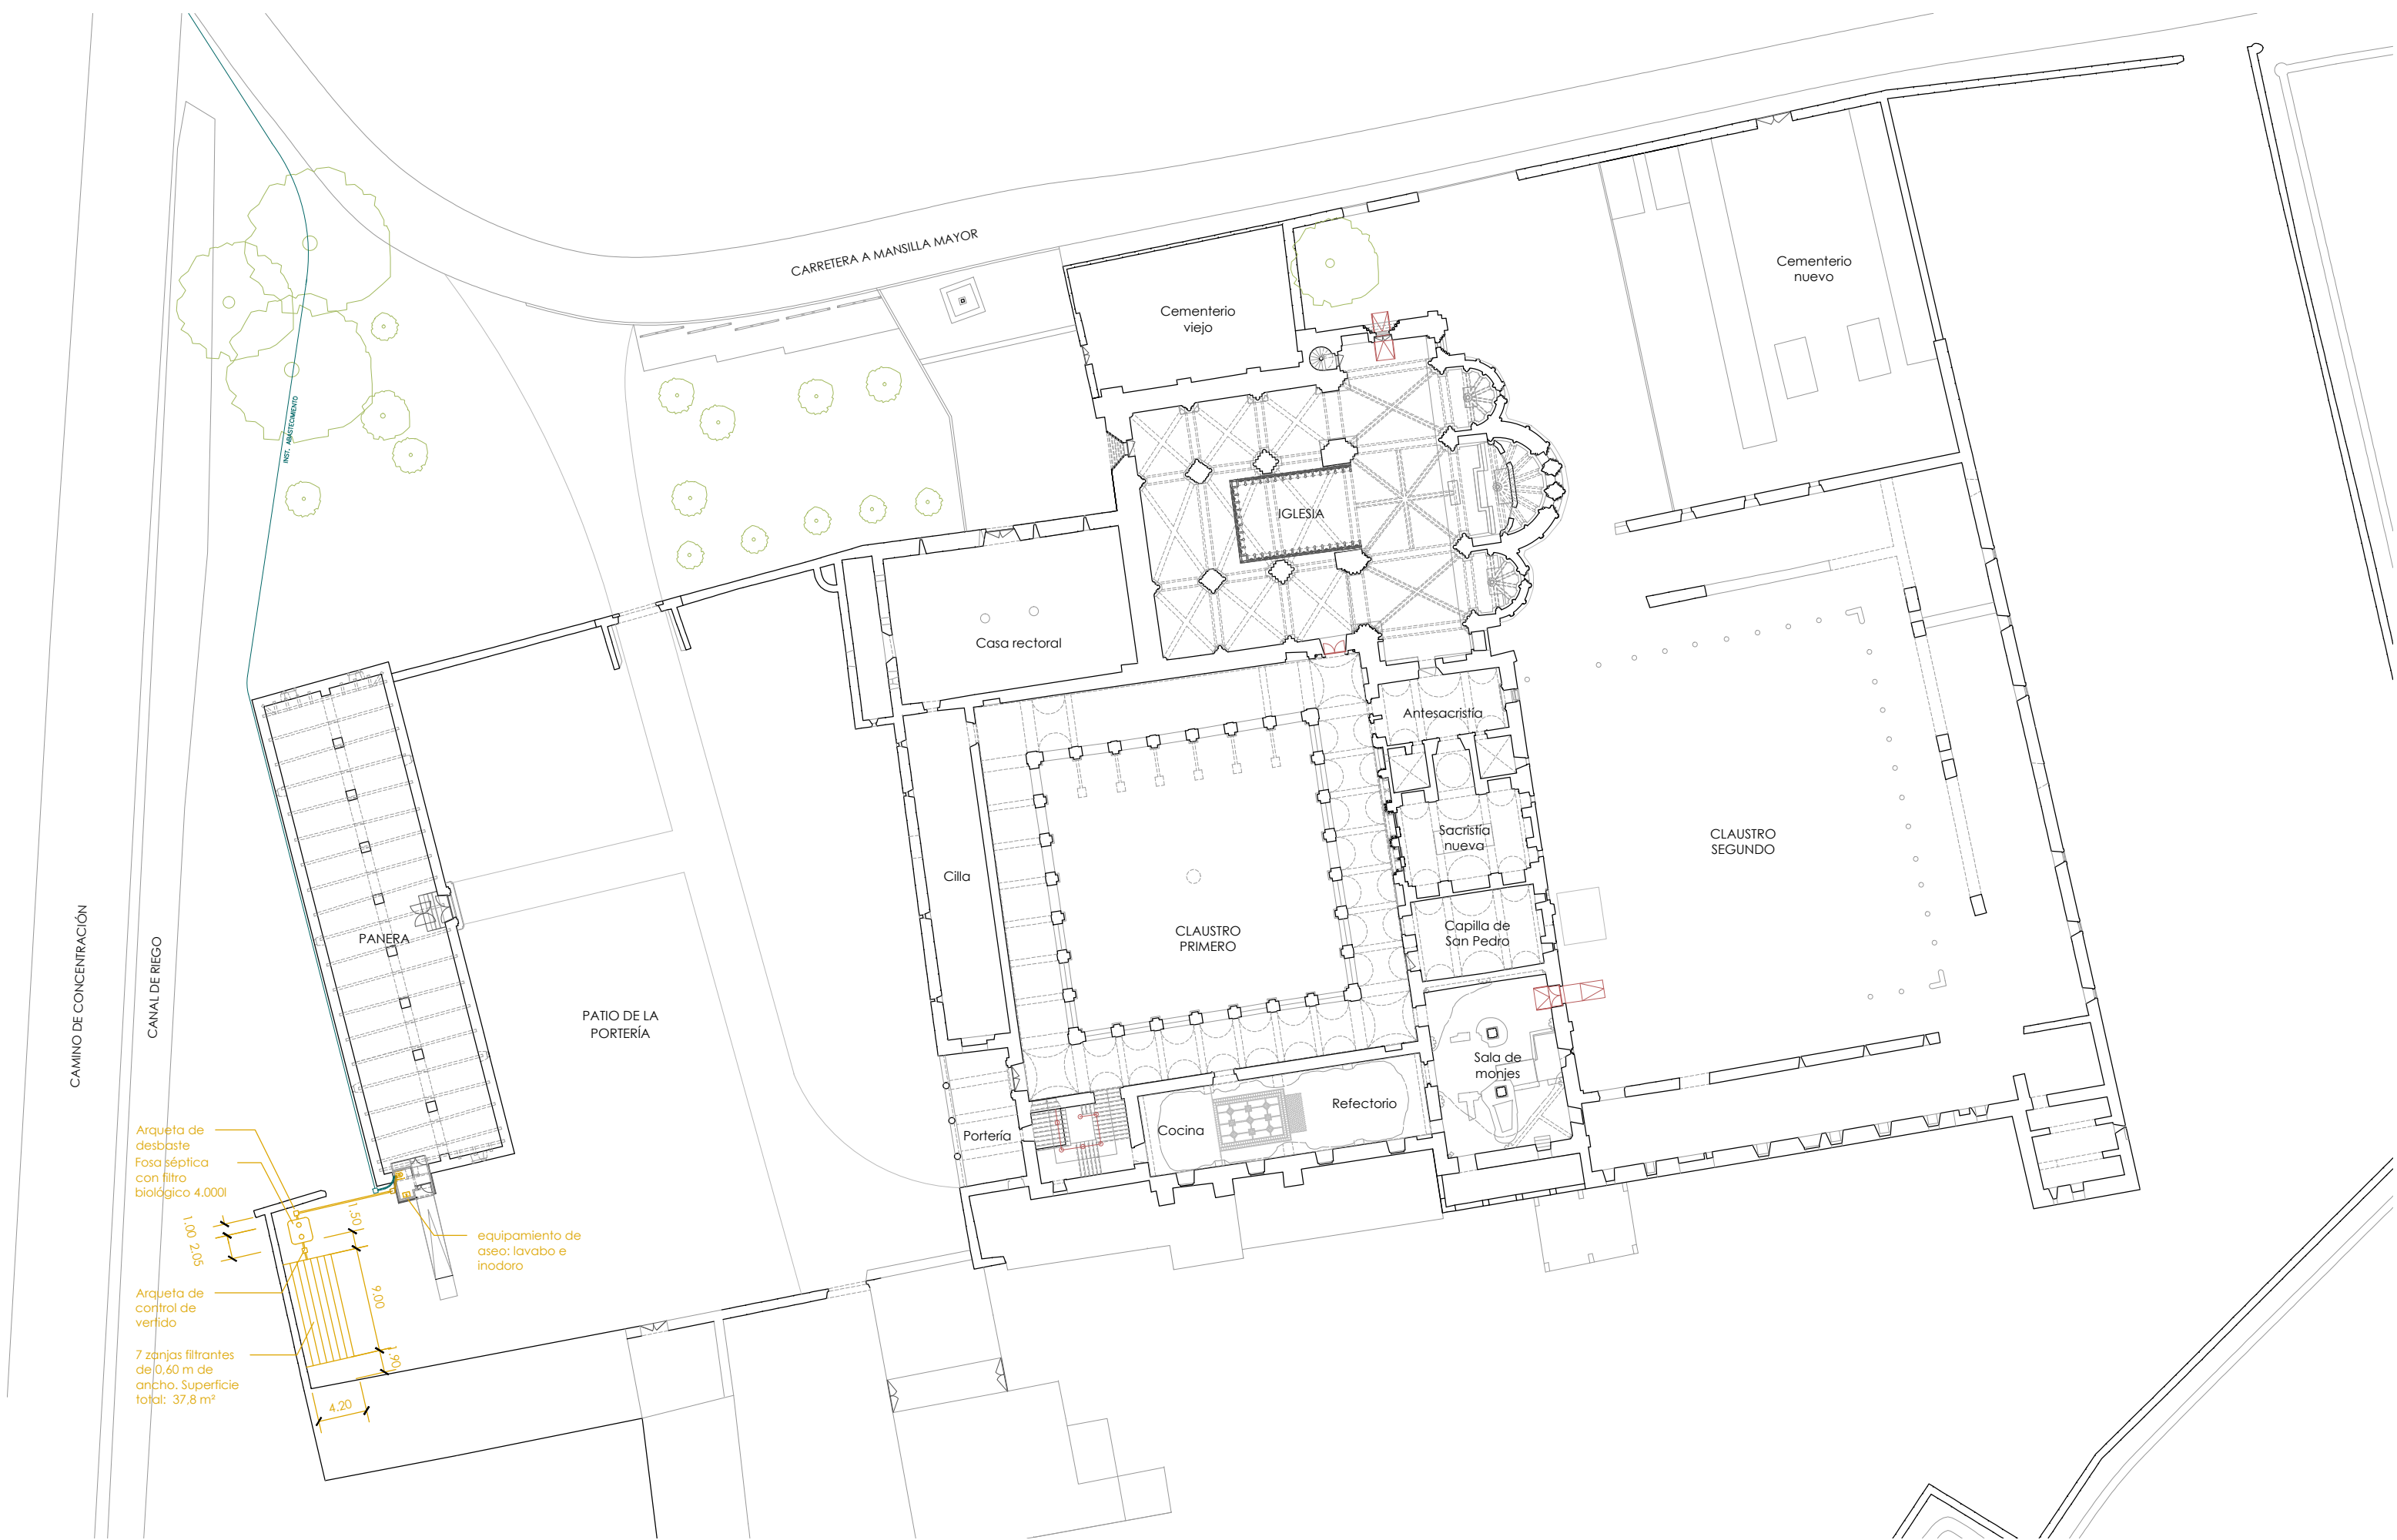 CARRETERA A MANSILLA MAYOR
Cementerio
nuevo
Cementerio
viejo
INST. ABASTECIMIENTO
IGLESIA
Casa rectoral
Antesacristía
Sacristía
nueva
CLAUSTRO
SEGUNDO
Cilla
CLAUSTRO
PRIMERO
Capilla de
San Pedro
PANERA
CAMINO DE CONCENTRACIÓN
CANAL DE RIEGO
PATIO DE LA
PORTERÍA
Sala de
monjes
Refectorio
Cocina
Portería
Arqueta de
desbaste
Fosa séptica
con filtro
biológico 4.000l
1.00
2.05
1.50
equipamiento de
aseo: lavabo e
inodoro
Arqueta de
control de
vertido
9.00
7 zanjas filtrantes
de 0,60 m de
ancho. Superficie
total: 37,8 m²
1.90
4.20